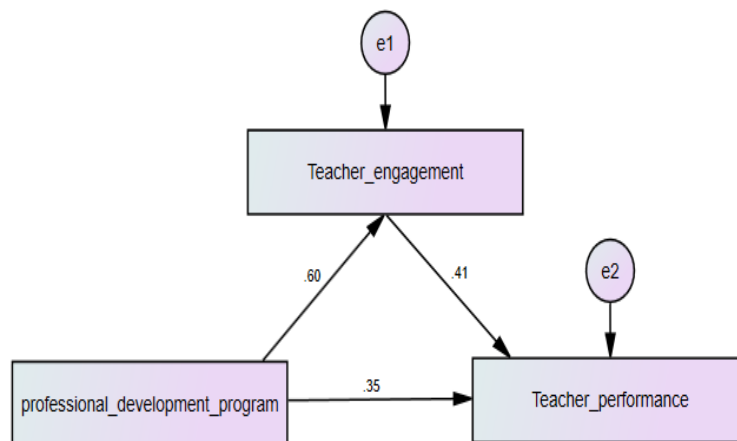 e1
Teacher_engagement
.60
.41
e2
professional_development_program
.35
Teacher_performance